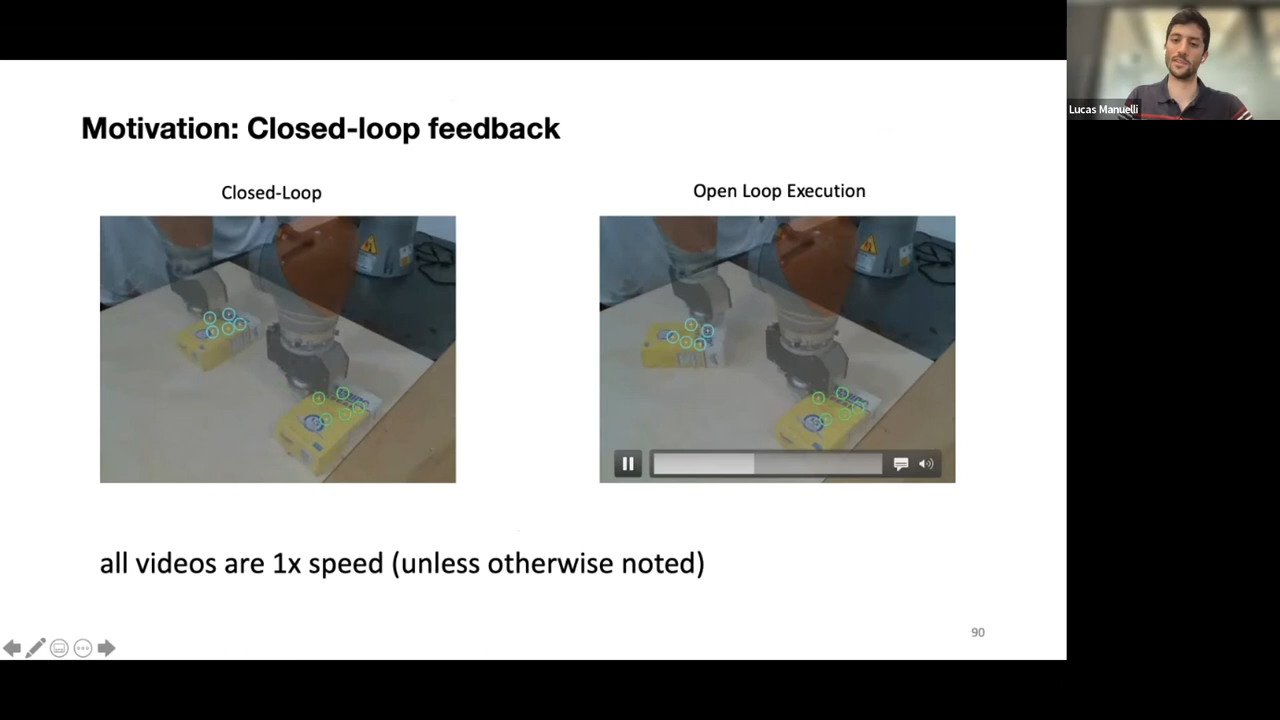 Lucas Manuelli
Motivation: Closed-loop feedback
Closed-Loop
Open Loop Execution
all videos are 1x speed (unless otherwise noted)
90